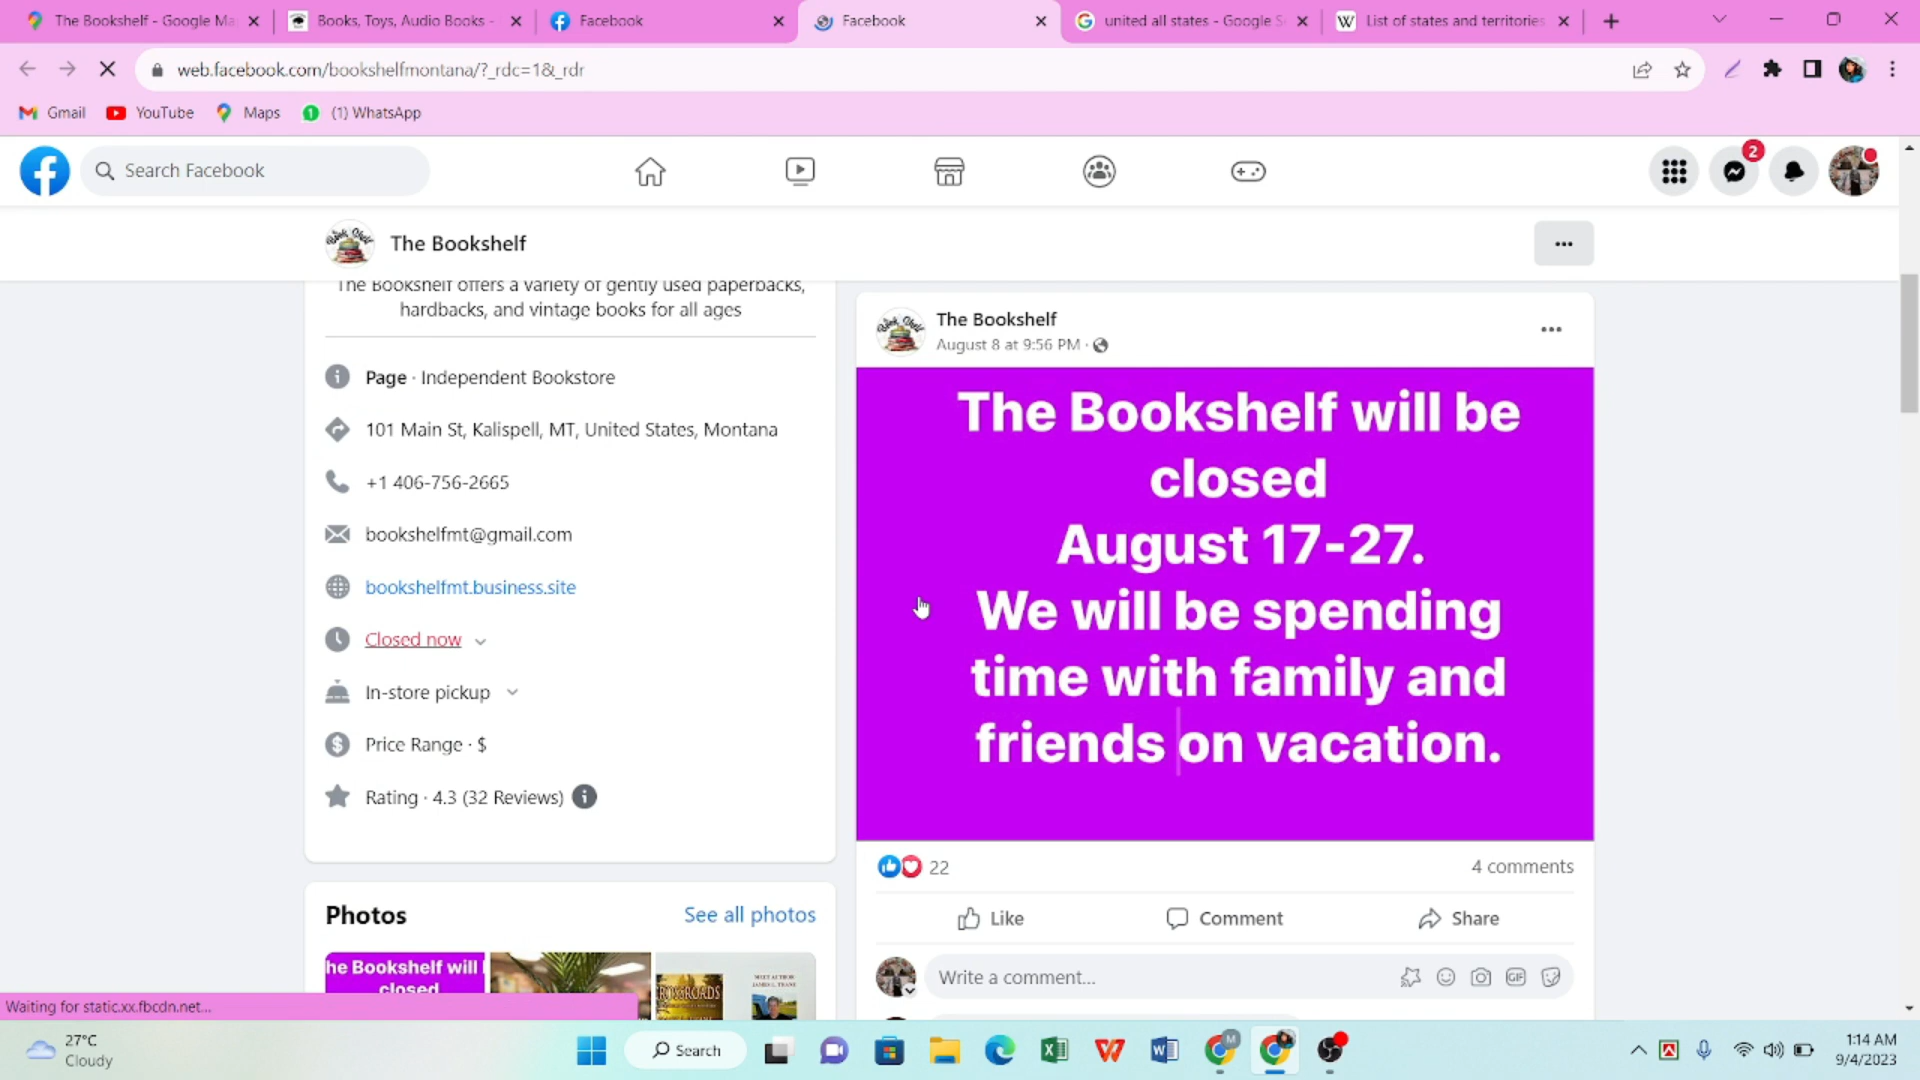 The Bookshelf - Google Ma
Books, Toys, Audio Books -
Facebook
Facebook
united all states - Google S
List of states and territories
web.facebook.com/bookshelfmontana/?_rdc=1&_rdr
Gmail
YouTube
Maps
1
(1) WhatsApp
Search Facebook
2
The Bookshelf
The Bookshelf offers a variety of gently used paperbacks,
hardbacks, and vintage books for all ages
Page · Independent Bookstore
101 Main St, Kalispell, MT, United States, Montana
+1 406-756-2665
bookshelfmt@gmail.com
bookshelfmt.business.site
Closed now
In-store pickup
Price Range · $
Rating · 4.3 (32 Reviews)
Photos
See all photos
he Bookshelf will
closed
CROSSROADS
MEET AUTHOR
The Bookshelf
August 8 at 9:56 PM ·
The Bookshelf will be
closed
August 17-27.
We will be spending
time with family and
friends on vacation.
22
4 comments
Like
Comment
Share
Write a comment...
GIF
Waiting for static.xx.fbcdn.net...
27°C
Cloudy
Search
1:14 AM
9/4/2023